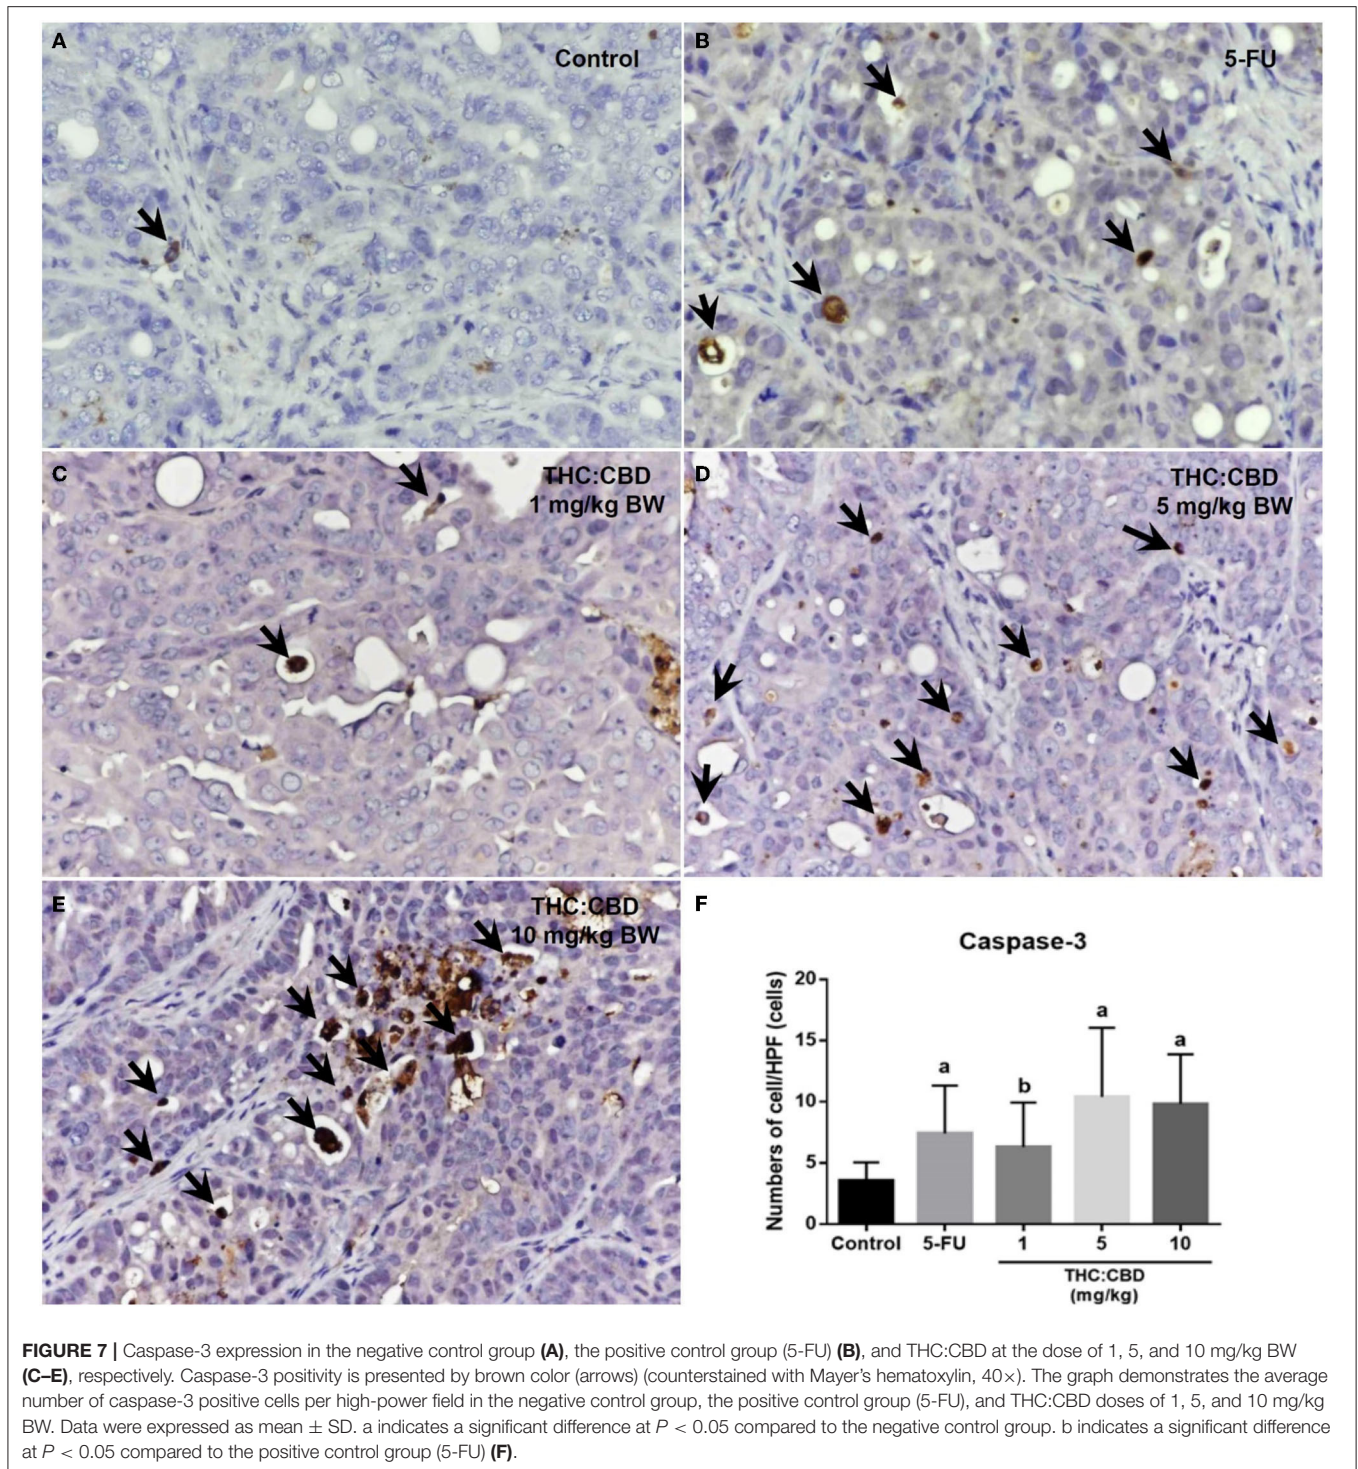 A
Control
B
5-FU
C
THC:CBD
1 mg/kg BW
D
THC:CBD
5 mg/kg BW
E
THC:CBD
10 mg/kg BW
F
Caspase-3
Numbers of cell/HPF (cells)
20
15
10
5
0
a
b
a
a
Control
5-FU
1
5
10
THC:CBD
(mg/kg)
FIGURE 7 | Caspase-3 expression in the negative control group (A), the positive control group (5-FU) (B), and THC:CBD at the dose of 1, 5, and 10 mg/kg BW
(C–E), respectively. Caspase-3 positivity is presented by brown color (arrows) (counterstained with Mayer's hematoxylin, 40×). The graph demonstrates the average
number of caspase-3 positive cells per high-power field in the negative control group, the positive control group (5-FU), and THC:CBD doses of 1, 5, and 10 mg/kg
BW. Data were expressed as mean ± SD. a indicates a significant difference at P < 0.05 compared to the negative control group. b indicates a significant difference
at P < 0.05 compared to the positive control group (5-FU) (F).